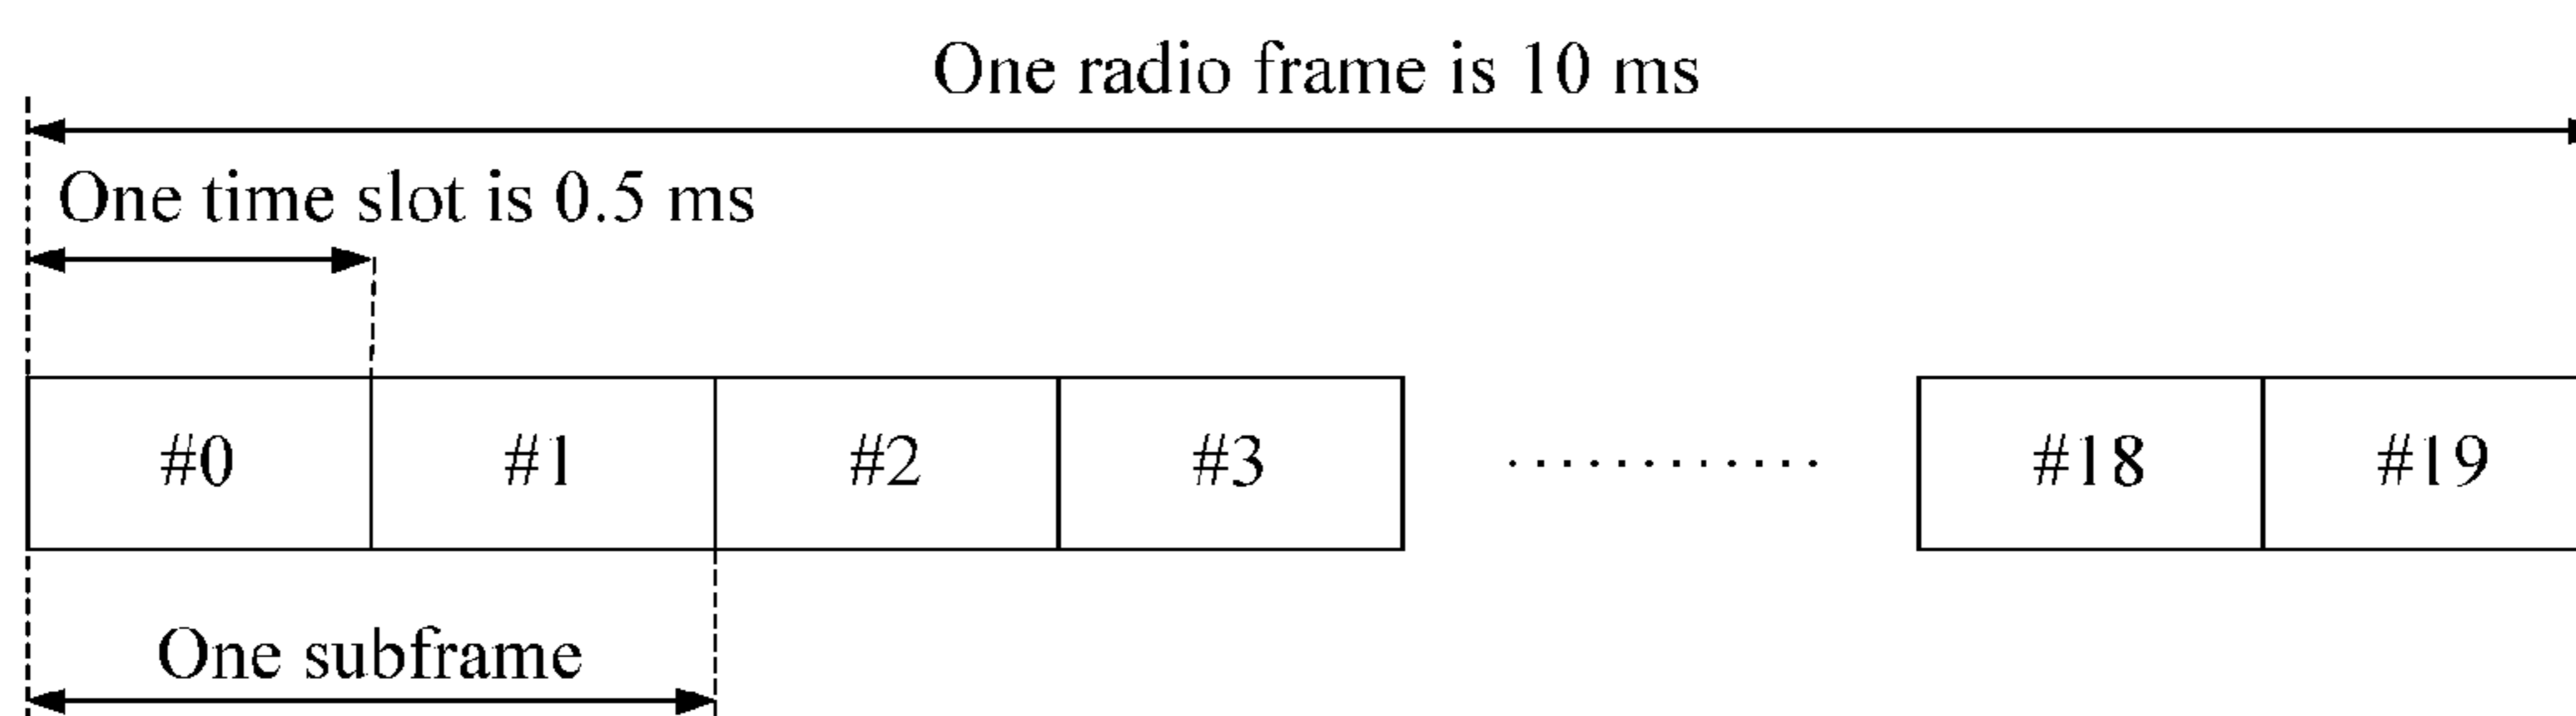 One radio frame is 10 ms
One time slot is 0.5 ms
#0 #1 #2 #3 ............ #18 #19
One subframe